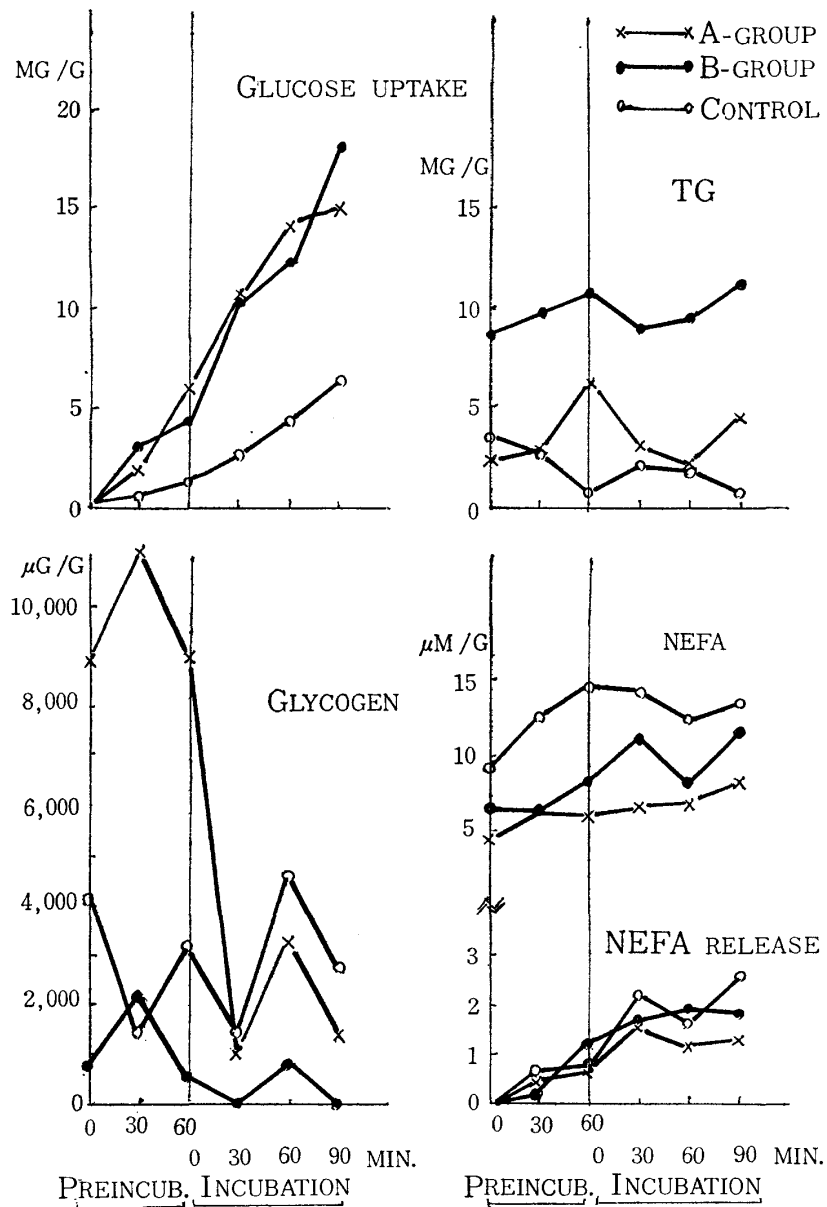 A-GROUP
B-GROUP
CONTROL
MG/G
GLUCOSE UPTAKE
20
15
10
5
0
MG/G
TG
15
10
5
0
µG/G
10,000
8,000
6,000
4,000
2,000
0
GLYCOGEN
µM/G
NEFA
15
10
5
NEFA RELEASE
3
2
1
0
0 30 60
0 30 60 90 MIN.
PREINCUB. INCUBATION
0 30 60
0 30 60 90 MIN.
PREINCUB. INCUBATION